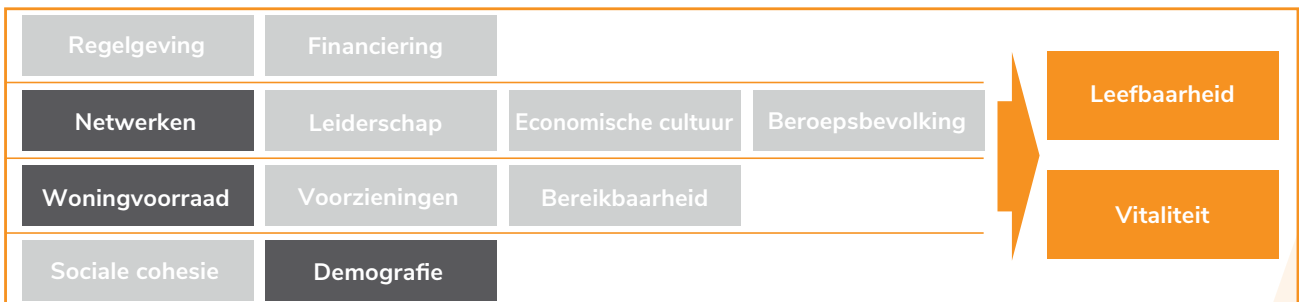 Regelgeving Financiering
Netwerken Leiderschap Economische cultuur Beroepsbevolking
Woningvoorraad Voorzieningen Bereikbaarheid
Sociale cohesie Demografie
Leefbaarheid
Vitaliteit